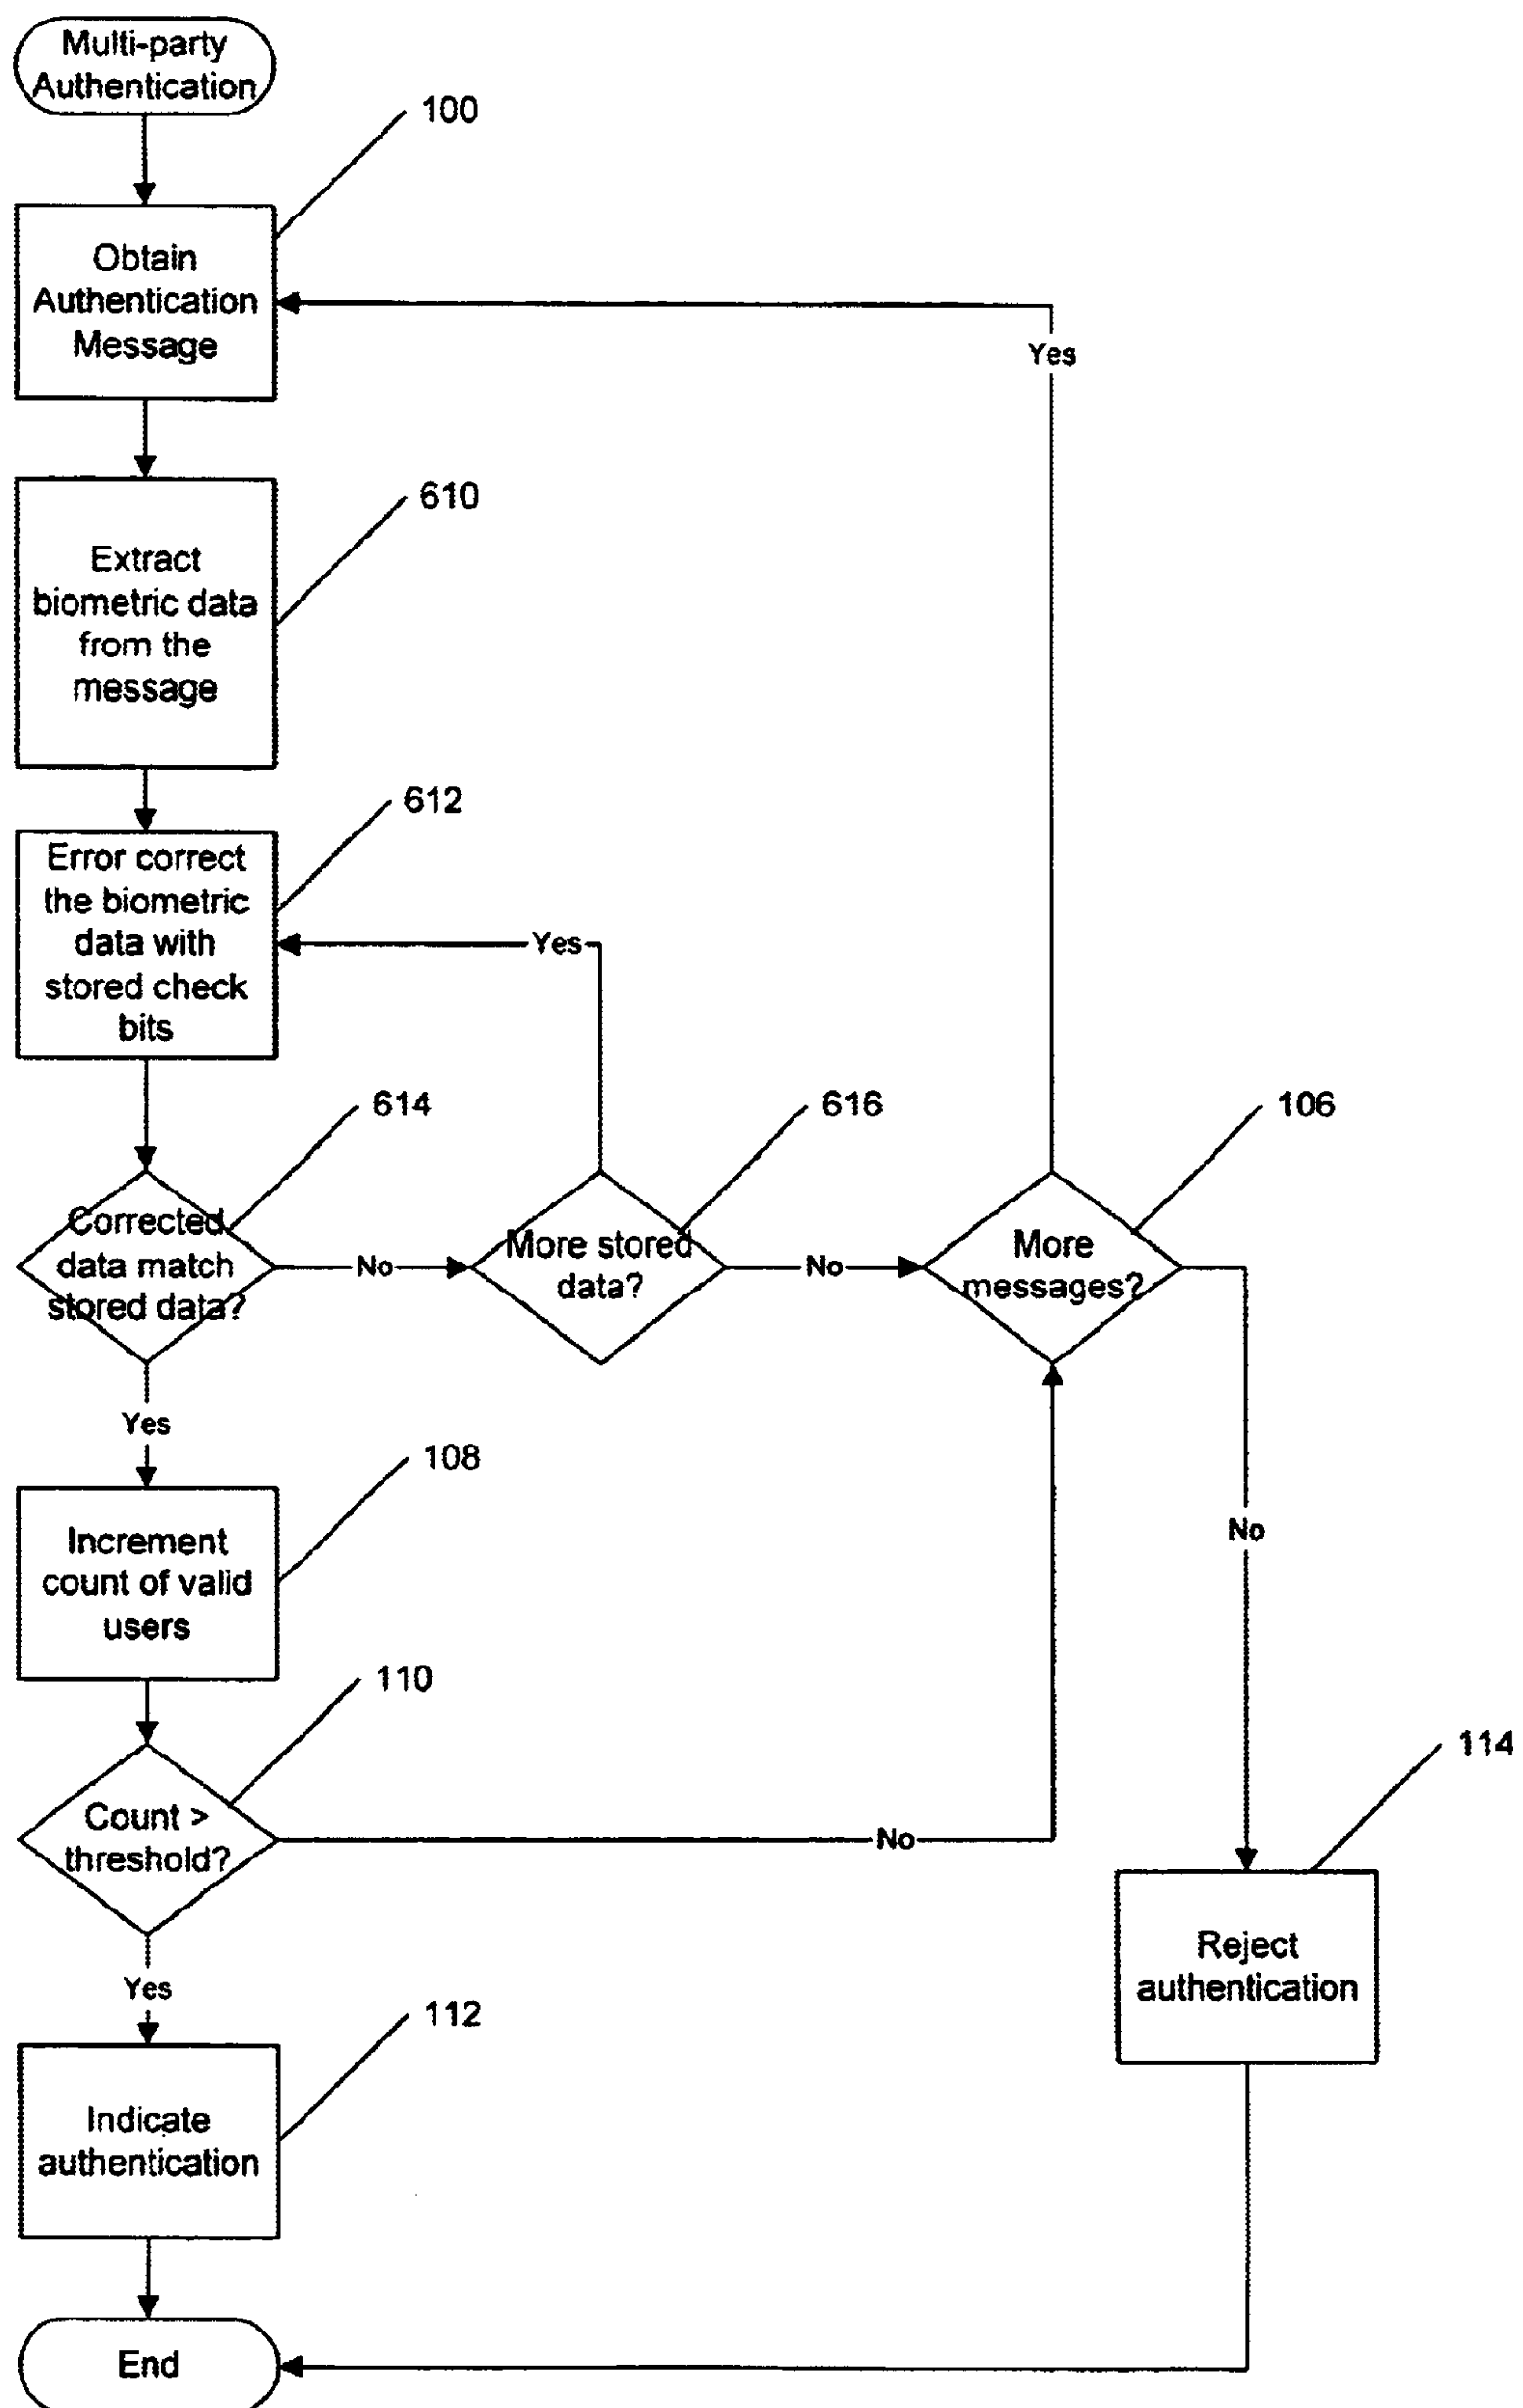 Multi-party
Authentication
100
Obtain
Authentication
Message
Yes
610
Extract
biometric data
from the
message
612
Error correct
the biometric
data with
stored check
bits
Yes
614
616
106
Corrected
data match
stored data?
No
More stored
data?
No
More
messages?
Yes
108
No
Increment
count of valid
users
110
114
Count >
threshold?
No
Reject
authentication
Yes
112
Indicate
authentication
End